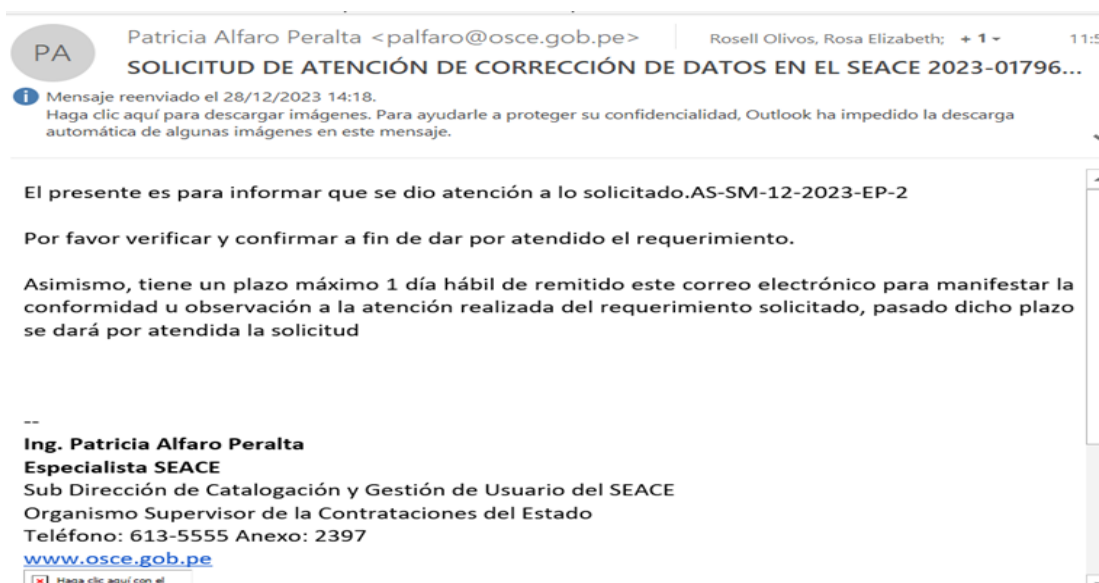 PA
Patricia Alfaro Peralta <palfaro@osce.gob.pe>
Rosell Olivos, Rosa Elizabeth; + 1
SOLICITUD DE ATENCIÓN DE CORRECCIÓN DE DATOS EN EL SEACE 2023-01796...
Mensaje reenviado el 28/12/2023 14:18.
Haga clic aquí para descargar imágenes. Para ayudarle a proteger su confidencialidad, Outlook ha impedido la descarga
automática de algunas imágenes en este mensaje.
El presente es para informar que se dio atención a lo solicitado.AS-SM-12-2023-EP-2
Por favor verificar y confirmar a fin de dar por atendido el requerimiento.
Asimismo, tiene un plazo máximo 1 día hábil de remitido este correo electrónico para manifestar la
conformidad u observación a la atención realizada del requerimiento solicitado, pasado dicho plazo
se dará por atendida la solicitud
--
Ing. Patricia Alfaro Peralta
Especialista SEACE
Sub Dirección de Catalogación y Gestión de Usuario del SEACE
Organismo Supervisor de la Contrataciones del Estado
Teléfono: 613-5555 Anexo: 2397
www.osce.gob.pe
Haga clic aquí con el